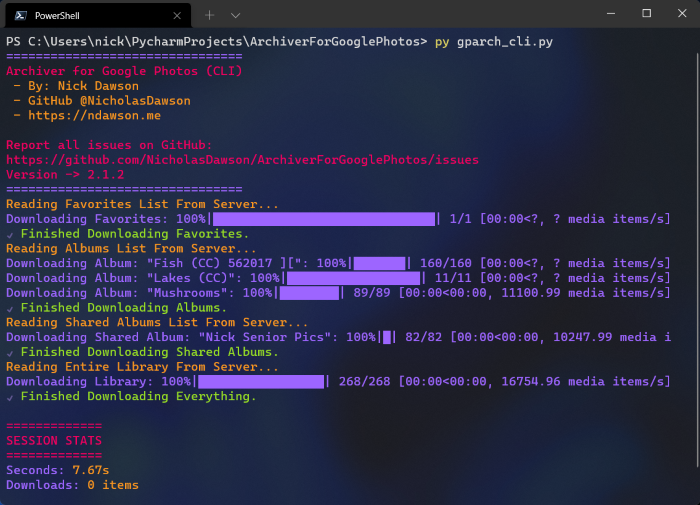 PowerShell
PS C:\Users\nick\PycharmProjects\ArchiverForGooglePhotos> py gparch_cli.py
================================
Archiver for Google Photos (CLI)
- By: Nick Dawson
- GitHub @NicholasDawson
- https://ndawson.me
Report all issues on GitHub:
https://github.com/NicholasDawson/ArchiverForGooglePhotos/issues
Version -> 2.1.2
================================
Reading Favorites List From Server...
Downloading Favorites: 100%| | 1/1 [00:00<?, ? media items/s]
✓ Finished Downloading Favorites.
Reading Albums List From Server...
Downloading Album: "Fish (CC) 562017 ][": 100%| | 160/160 [00:00<?, ? media items/s]
Downloading Album: "Lakes (CC)": 100%| | 11/11 [00:00<?, ? media items/s]
Downloading Album: "Mushrooms": 100%| | 89/89 [00:00<00:00, 11100.99 media items/s]
✓ Finished Downloading Albums.
Reading Shared Albums List From Server...
Downloading Shared Album: "Nick Senior Pics": 100%| | 82/82 [00:00<00:00, 10247.99 media i
✓ Finished Downloading Shared Albums.
Reading Entire Library From Server...
Downloading Library: 100%| | 268/268 [00:00<00:00, 16754.96 media items/s]
✓ Finished Downloading Everything.
=============
SESSION STATS
=============
Seconds: 7.67s
Downloads: 0 items